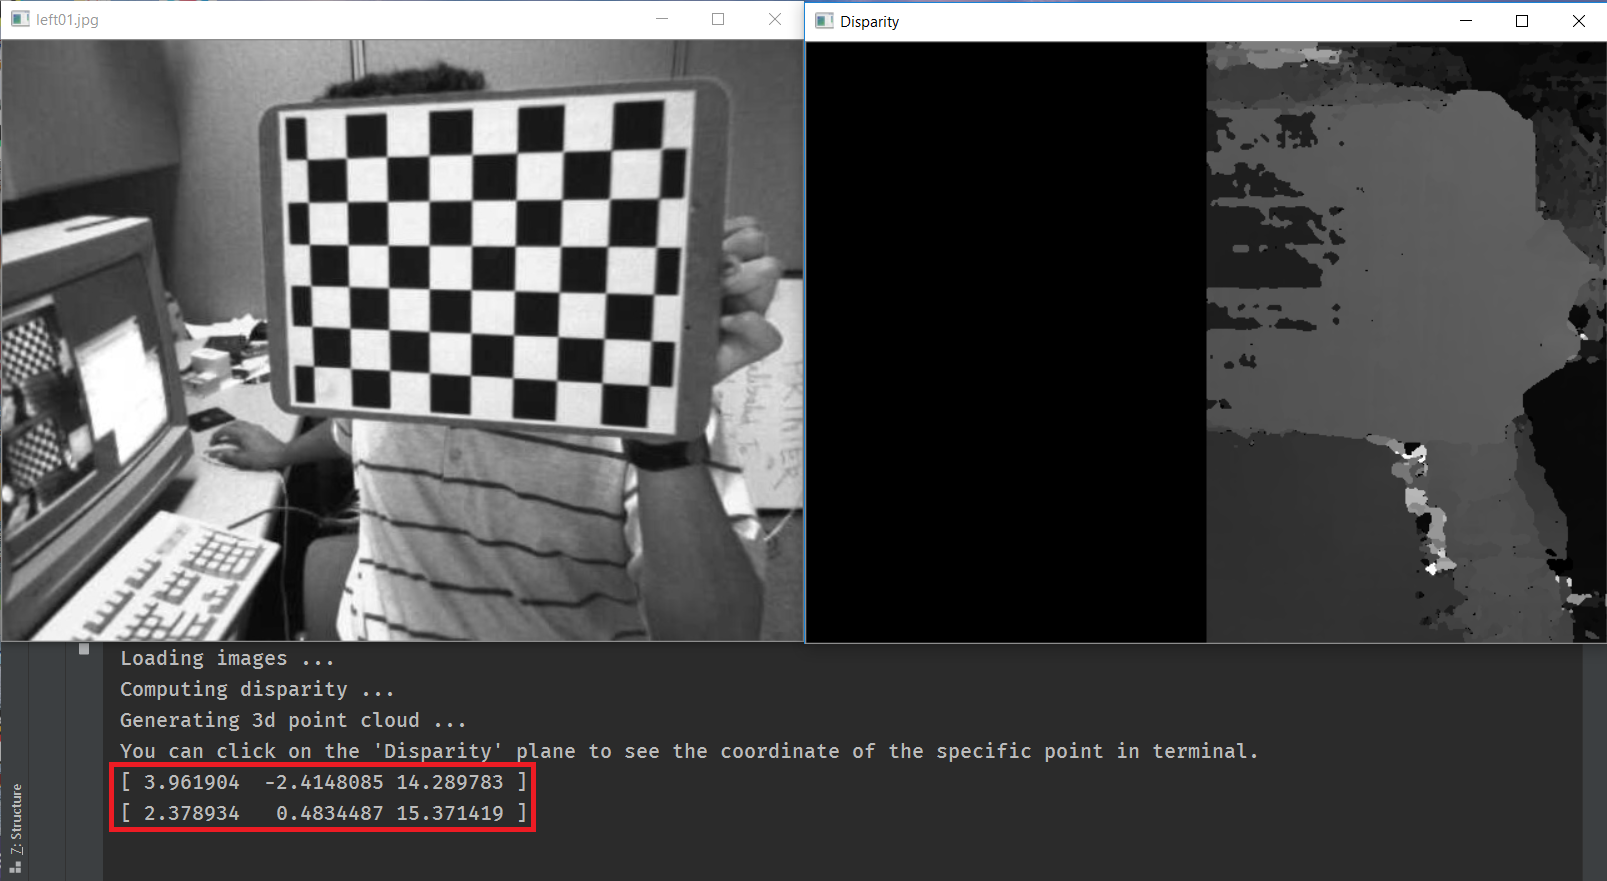 left01.jpg
Disparity
Loading images ...
Computing disparity ...
Generating 3d point cloud ...
You can click on the 'Disparity' plane to see the coordinate of the specific point in terminal.
[ 3.961904  -2.4148085 14.289783 ]
[ 2.378934   0.4834487 15.371419 ]
Z: Structure